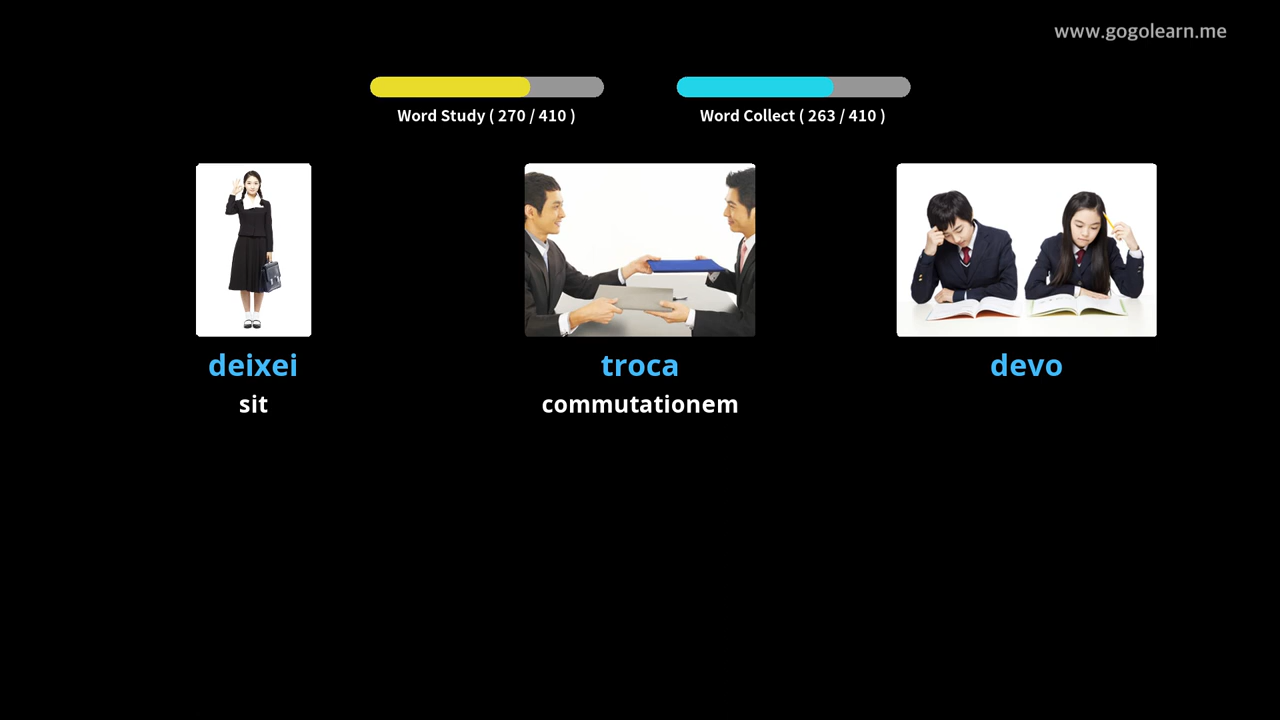 www.gogolearn.me
Word Study ( 270 / 410 )
Word Collect ( 263 / 410 )
deixei
troca
devo
sit
commutationem